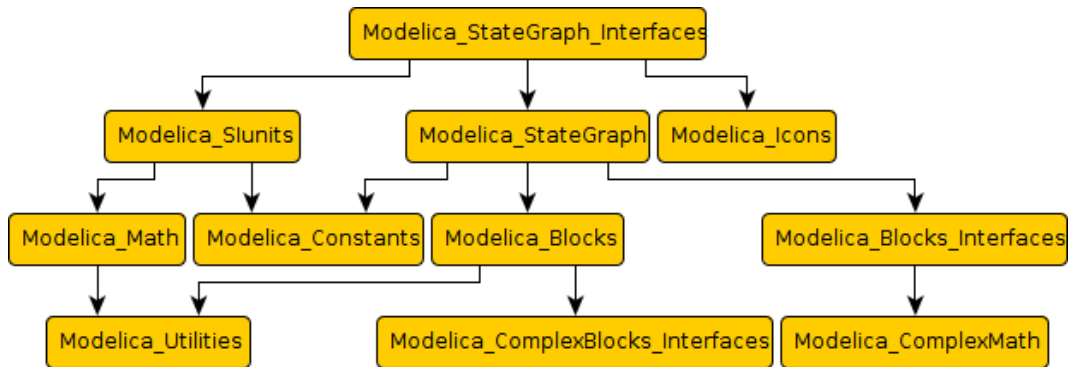 Modelica_StateGraph_Interfaces
Modelica_SIunits
Modelica_StateGraph
Modelica_Icons
Modelica_Math
Modelica_Constants
Modelica_Blocks
Modelica_Blocks_Interfaces
Modelica_Utilities
Modelica_ComplexBlocks_Interfaces
Modelica_ComplexMath